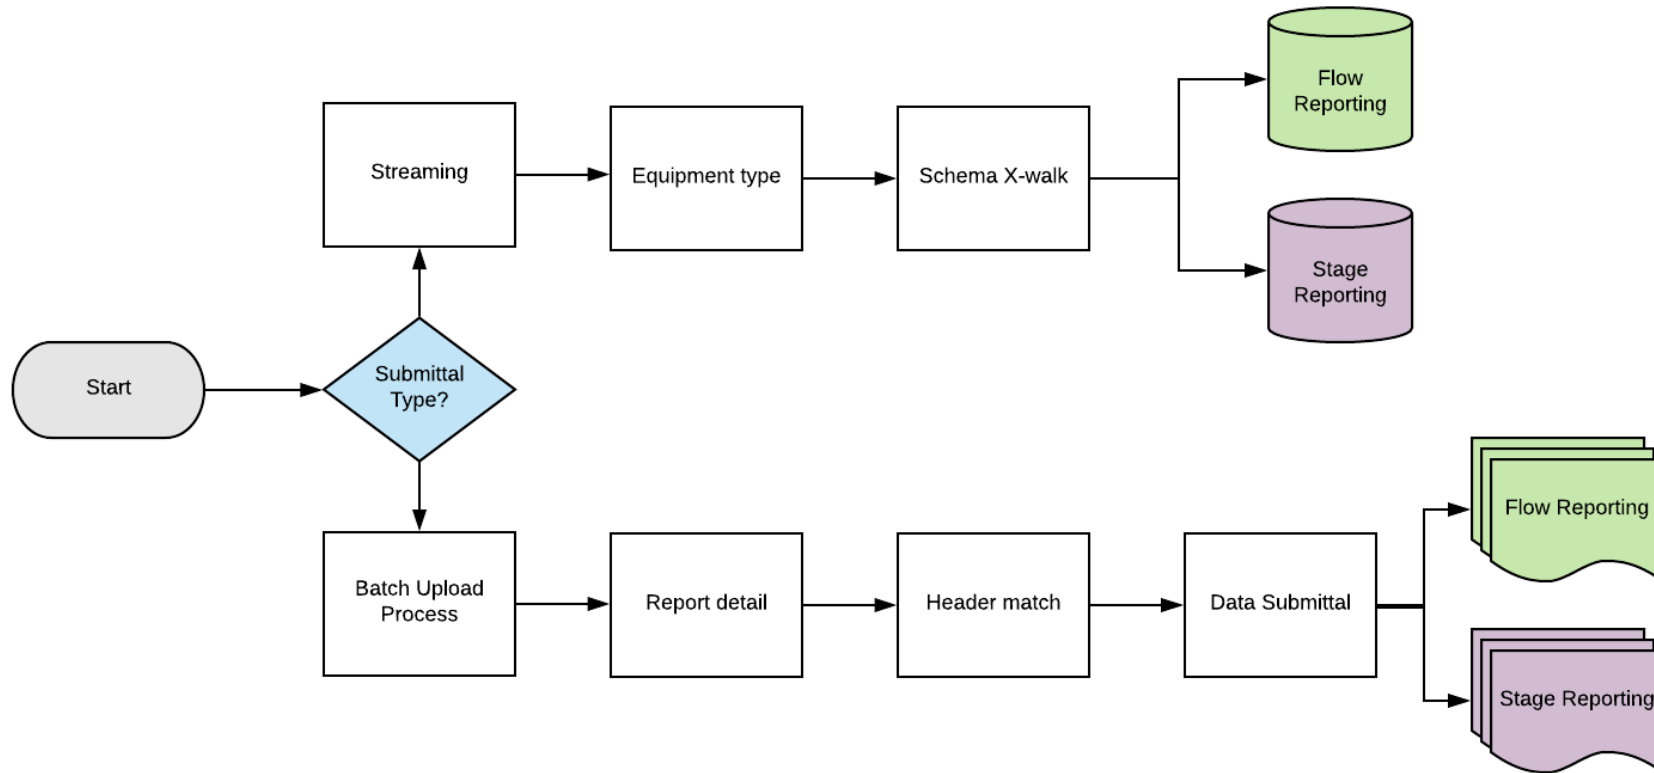 Flow
Reporting
Streaming
Equipment type
Schema X-walk
Stage
Reporting
Start
Submittal
Type?
Flow Reporting
Batch Upload
Process
Report detail
Header match
Data Submittal
Stage Reporting